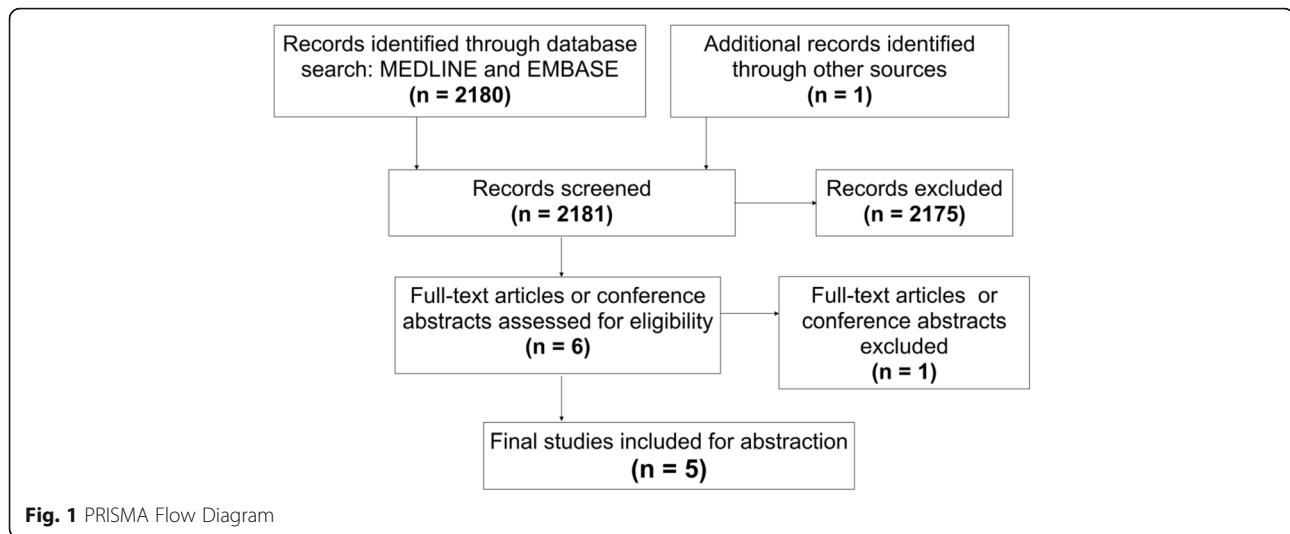 Records identified through database
search: MEDLINE and EMBASE
(n = 2180)
Additional records identified
through other sources
(n = 1)
Records screened
(n = 2181)
Records excluded
(n = 2175)
Full-text articles or conference
abstracts assessed for eligibility
(n = 6)
Full-text articles or
conference abstracts
excluded
(n = 1)
Final studies included for abstraction
(n = 5)
Fig. 1 PRISMA Flow Diagram